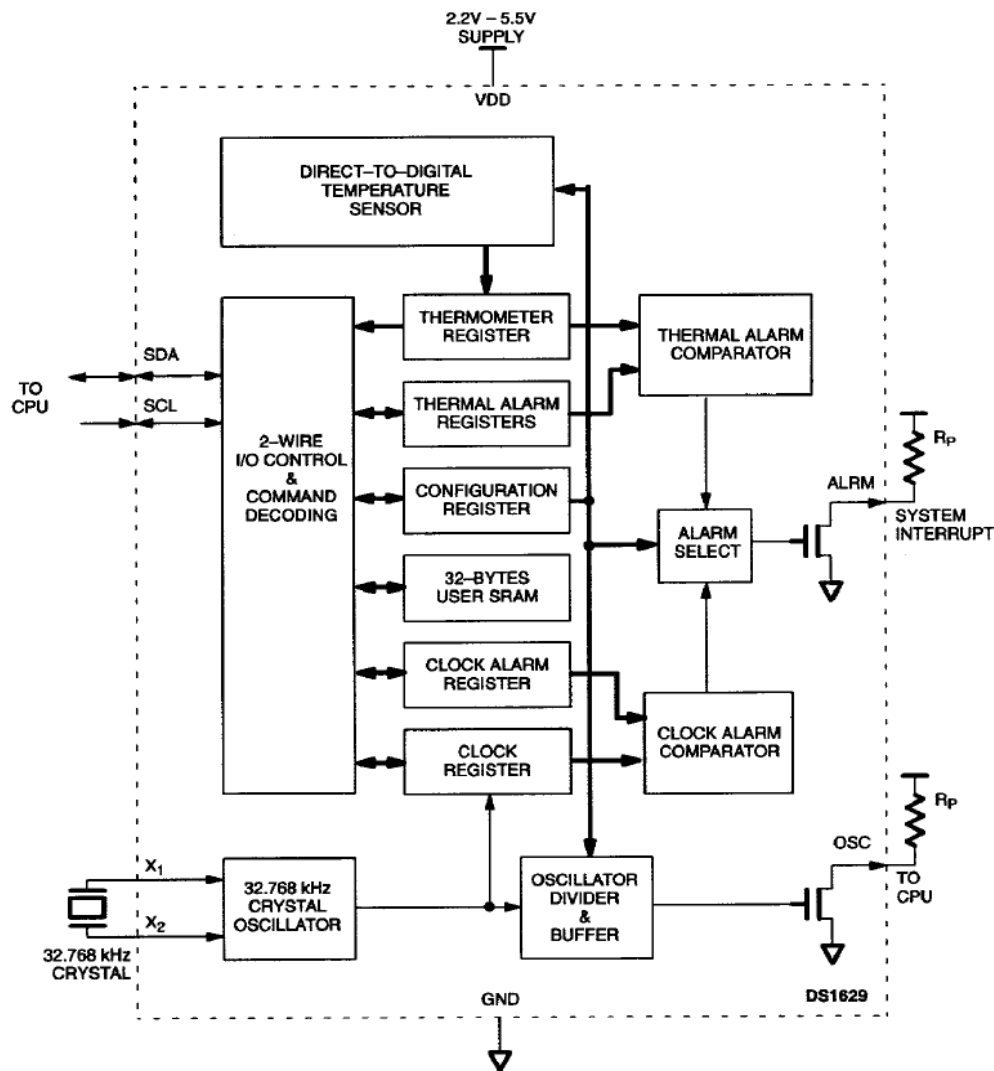 2.2V – 5.5V
SUPPLY
VDD
DIRECT–TO–DIGITAL
TEMPERATURE
SENSOR
THERMOMETER
REGISTER
THERMAL ALARM
COMPARATOR
SDA
TO
CPU
SCL
THERMAL ALARM
REGISTERS
2–WIRE
I/O CONTROL
&
COMMAND
DECODING
CONFIGURATION
REGISTER
ALARM
SELECT
ALRM
RP
SYSTEM
INTERRUPT
32–BYTES
USER SRAM
CLOCK ALARM
REGISTER
CLOCK
REGISTER
CLOCK ALARM
COMPARATOR
RP
OSC
TO
CPU
X1
X2
32.768 kHz
CRYSTAL
32.768 kHz
CRYSTAL
OSCILLATOR
OSCILLATOR
DIVIDER
&
BUFFER
GND
DS1629